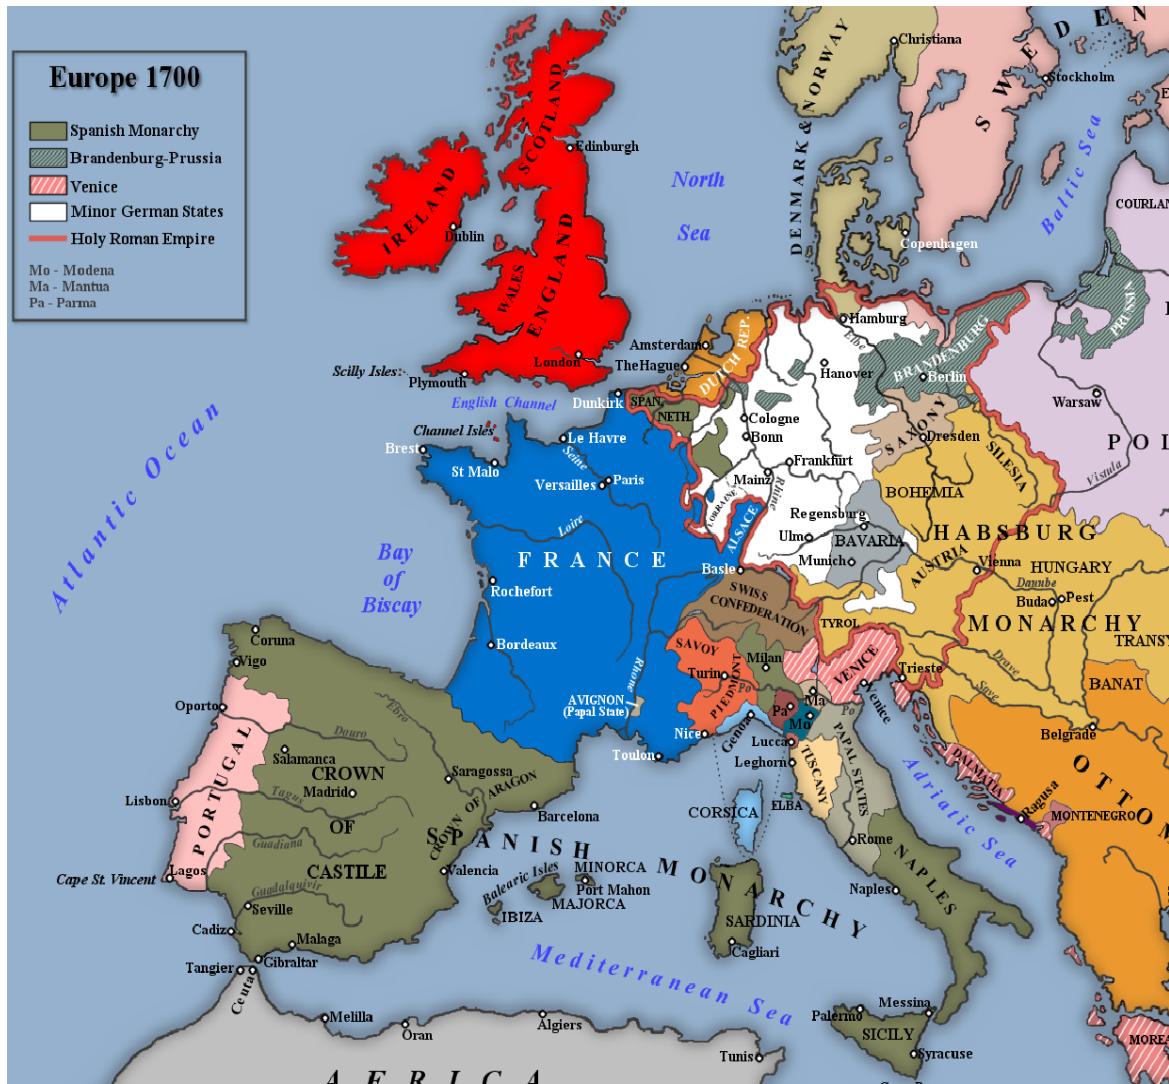 Europe 1700
Spanish Monarchy
Brandenburg-Prussia
Venice
Minor German States
Holy Roman Empire
Mo - Modena
Ma - Mantua
Pa - Parma
Christiana
SWEDEN
Stockholm
DENMARK & NORWAY
SCOTLAND
Edinburgh
North
Sea
Baltic Sea
COURLAN
IRELAND
Dublin
Copenhagen
WALES
ENGLAND
London
Plymouth
Scilly Isles
English Channel
Channel Isles
Amsterdam
The Hague
DUTCH REP.
Hamburg
Elbe
Hanover
BRANDENBURG
Berlin
PRUSSIA
Warsaw
POL
Vistula
Dunkirk
SPAN.
NETH.
Cologne
Bonn
Frankfurt
Mainz
Rhine
SAXONY
Dresden
SILESIA
BOHEMIA
Atlantic Ocean
Brest
St Malo
Le Havre
Seine
Paris
Versailles
Loire
FRANCE
LORRAINE
ALSACE
Regensburg
Ulm
BAVARIA
Munich
HABSBURG
MONARCHY
AUSTRIA
Vienna
HUNGARY
Danube
Buda
Pest
TRANSY
Bay
of
Biscay
Rochefort
Bordeaux
Basle
SWISS
CONFEDERATION
TYROL
Drave
Save
Trieste
BANAT
Belgrade
SAVOY
Turin
PIEDMONT
Milan
Po
VENICE
Venice
Ma
Pa
Mo
Po
Rhone
AVIGNON
(Papal State)
Nice
Genoa
Toulon
Lucca
Leghorn
TUSCANY
PAPAL STATES
Rome
ELBA
CORSICA
Adriatic Sea
DALMATIA
Ragusa
MONTENEGRO
OTTOM
Coruna
Vigo
Oporto
PORTUGAL
Lisbon
Lagos
Cape St. Vincent
Ebro
Douro
Salamanca
Madrid
Tagus
Guadiana
Guadalquivir
CROWN
OF
CASTILE
Saragossa
CROWN OF ARAGON
Barcelona
Valencia
SPANISH MONARCHY
Seville
Cadiz
Malaga
Gibraltar
Tangier
Ceuta
Melilla
Oran
Algiers
Tunis
AFRICA
Balearic Isles
MINORCA
Port Mahon
MAJORCA
IBIZA
SARDINIA
Cagliari
NAPLES
Naples
Mediterranean Sea
Messina
Palermo
SICILY
Syracuse
MOREA